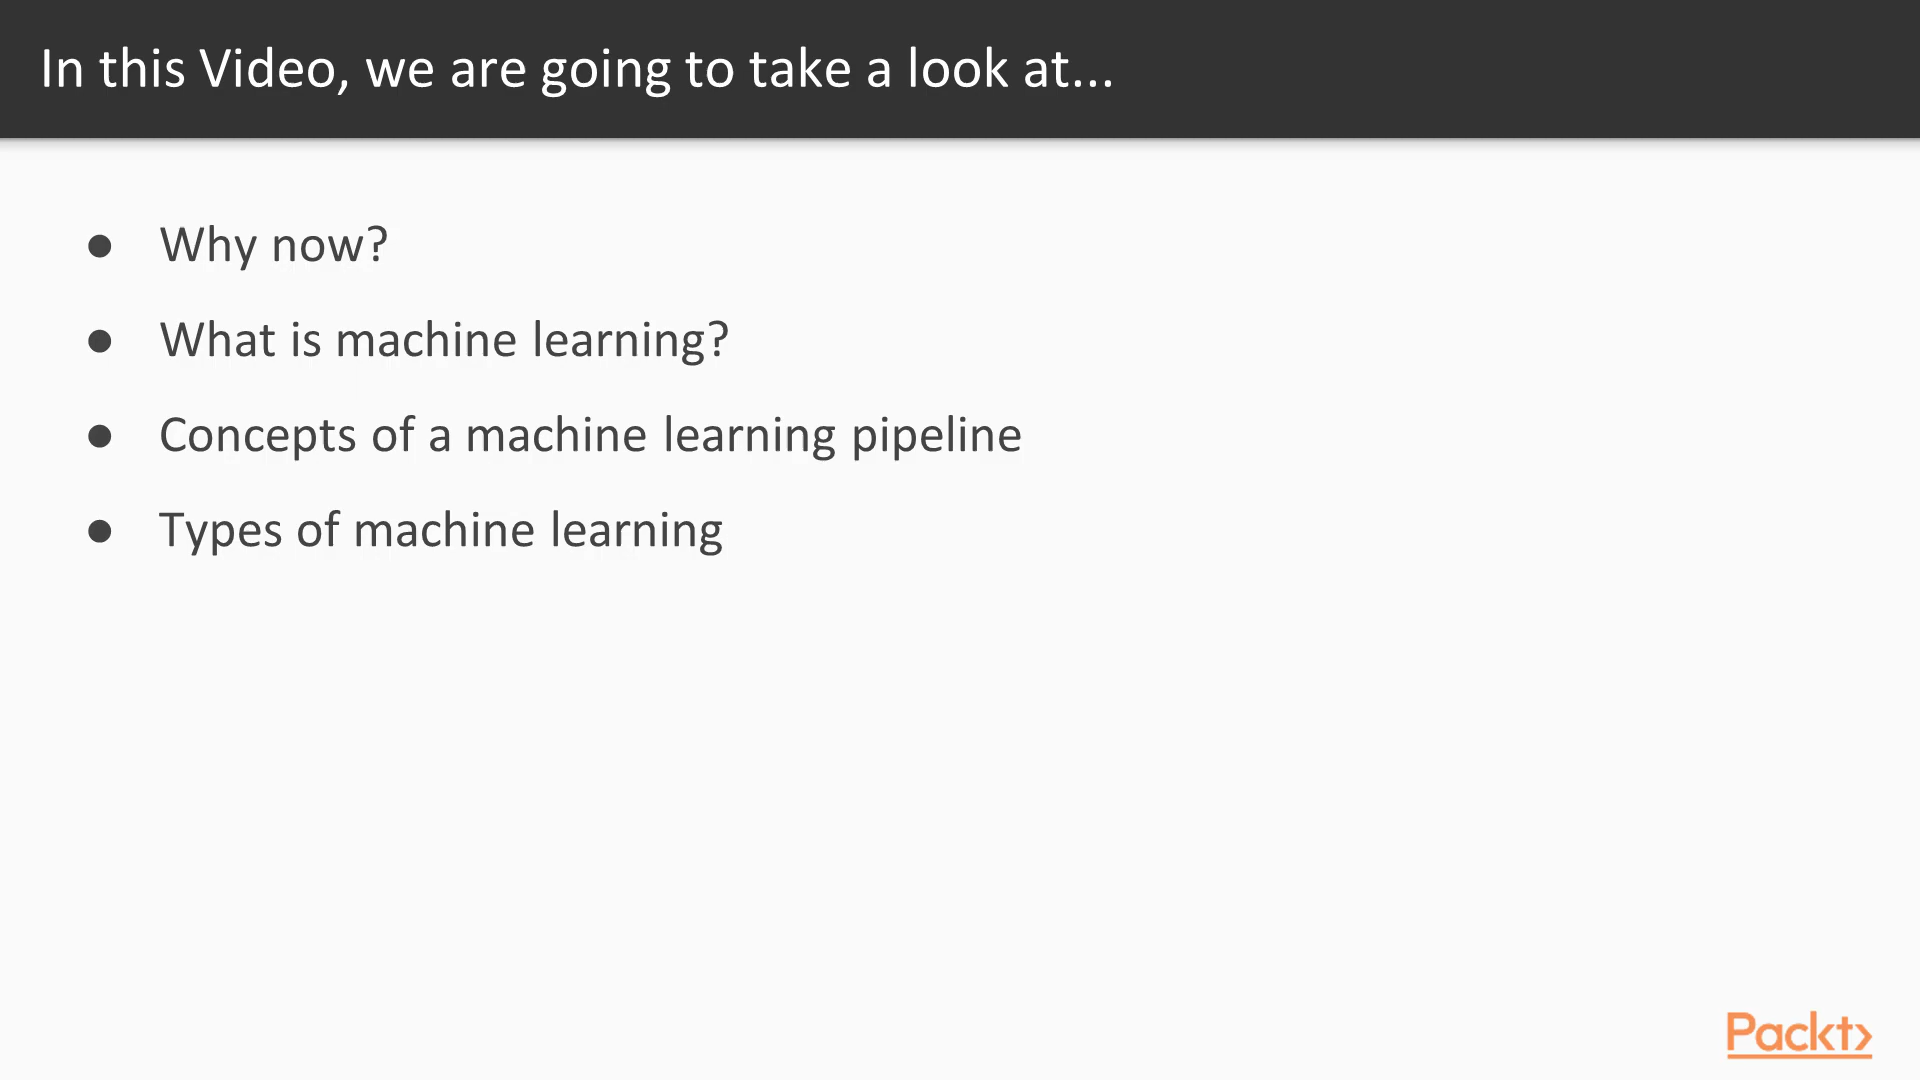 In this Video, we are going to take a look at...
● Why now?
● What is machine learning?
● Concepts of a machine learning pipeline
● Types of machine learning
Packt>